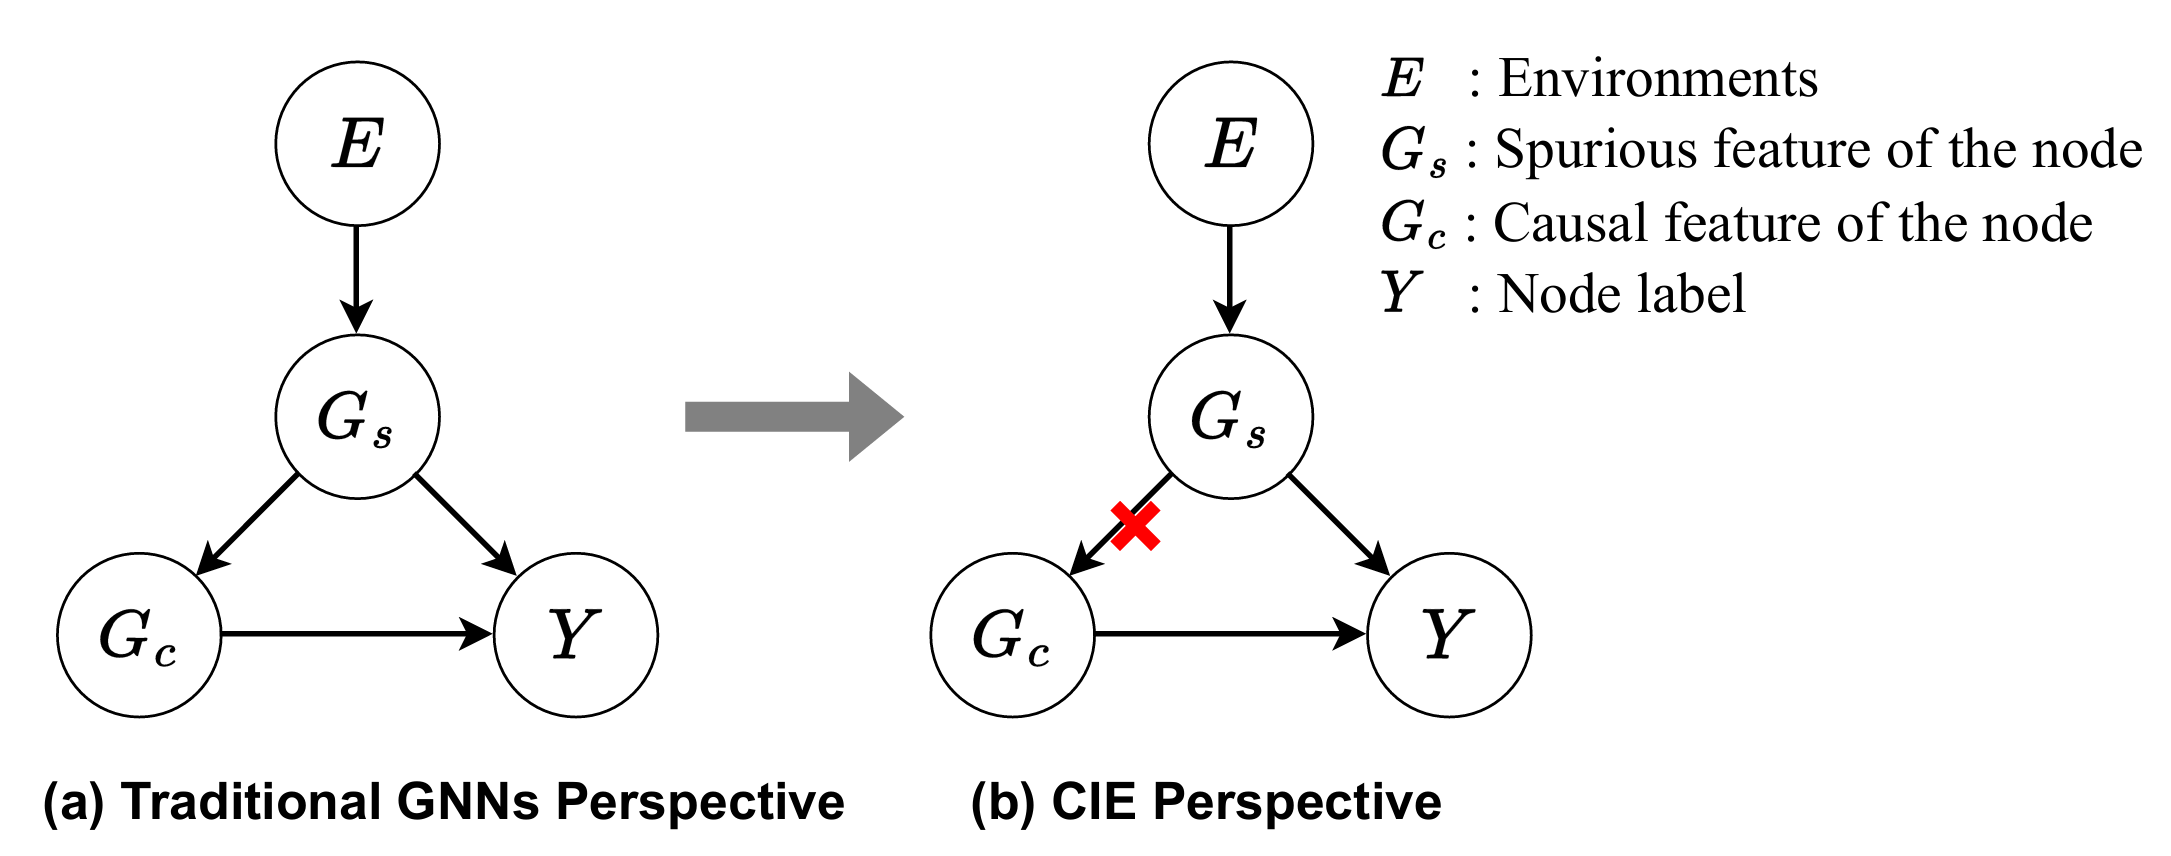 E
G_s
G_c
Y
(a) Traditional GNNs Perspective
E
G_s
G_c
Y
(b) CIE Perspective
E : Environments
G_s : Spurious feature of the node
G_c : Causal feature of the node
Y : Node label